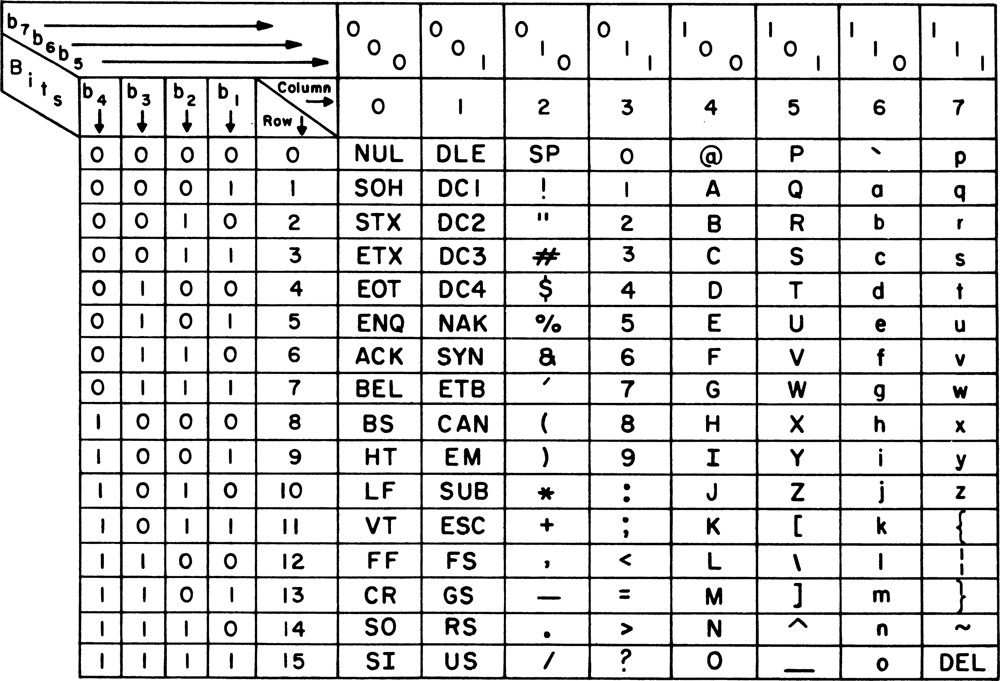 b7 0 0 0 0 1 1 1 1
b6 0 0 1 1 0 0 1 1
b5 0 1 0 1 0 1 0 1
Bits
b4 b3 b2 b1 Column 0 1 2 3 4 5 6 7
Row
0 0 0 0 0 NUL DLE SP 0 @ P ` p
0 0 0 1 1 SOH DC1 ! 1 A Q a q
0 0 1 0 2 STX DC2 " 2 B R b r
0 0 1 1 3 ETX DC3 # 3 C S c s
0 1 0 0 4 EOT DC4 $ 4 D T d t
0 1 0 1 5 ENQ NAK % 5 E U e u
0 1 1 0 6 ACK SYN & 6 F V f v
0 1 1 1 7 BEL ETB ´ 7 G W g w
1 0 0 0 8 BS CAN ( 8 H X h x
1 0 0 1 9 HT EM ) 9 I Y i y
1 0 1 0 10 LF SUB * : J Z j z
1 0 1 1 11 VT ESC + ; K [ k {
1 1 0 0 12 FF FS , < L \ l ¦
1 1 0 1 13 CR GS — = M ] m }
1 1 1 0 14 SO RS . > N ^ n ~
1 1 1 1 15 SI US / ? O _ o DEL